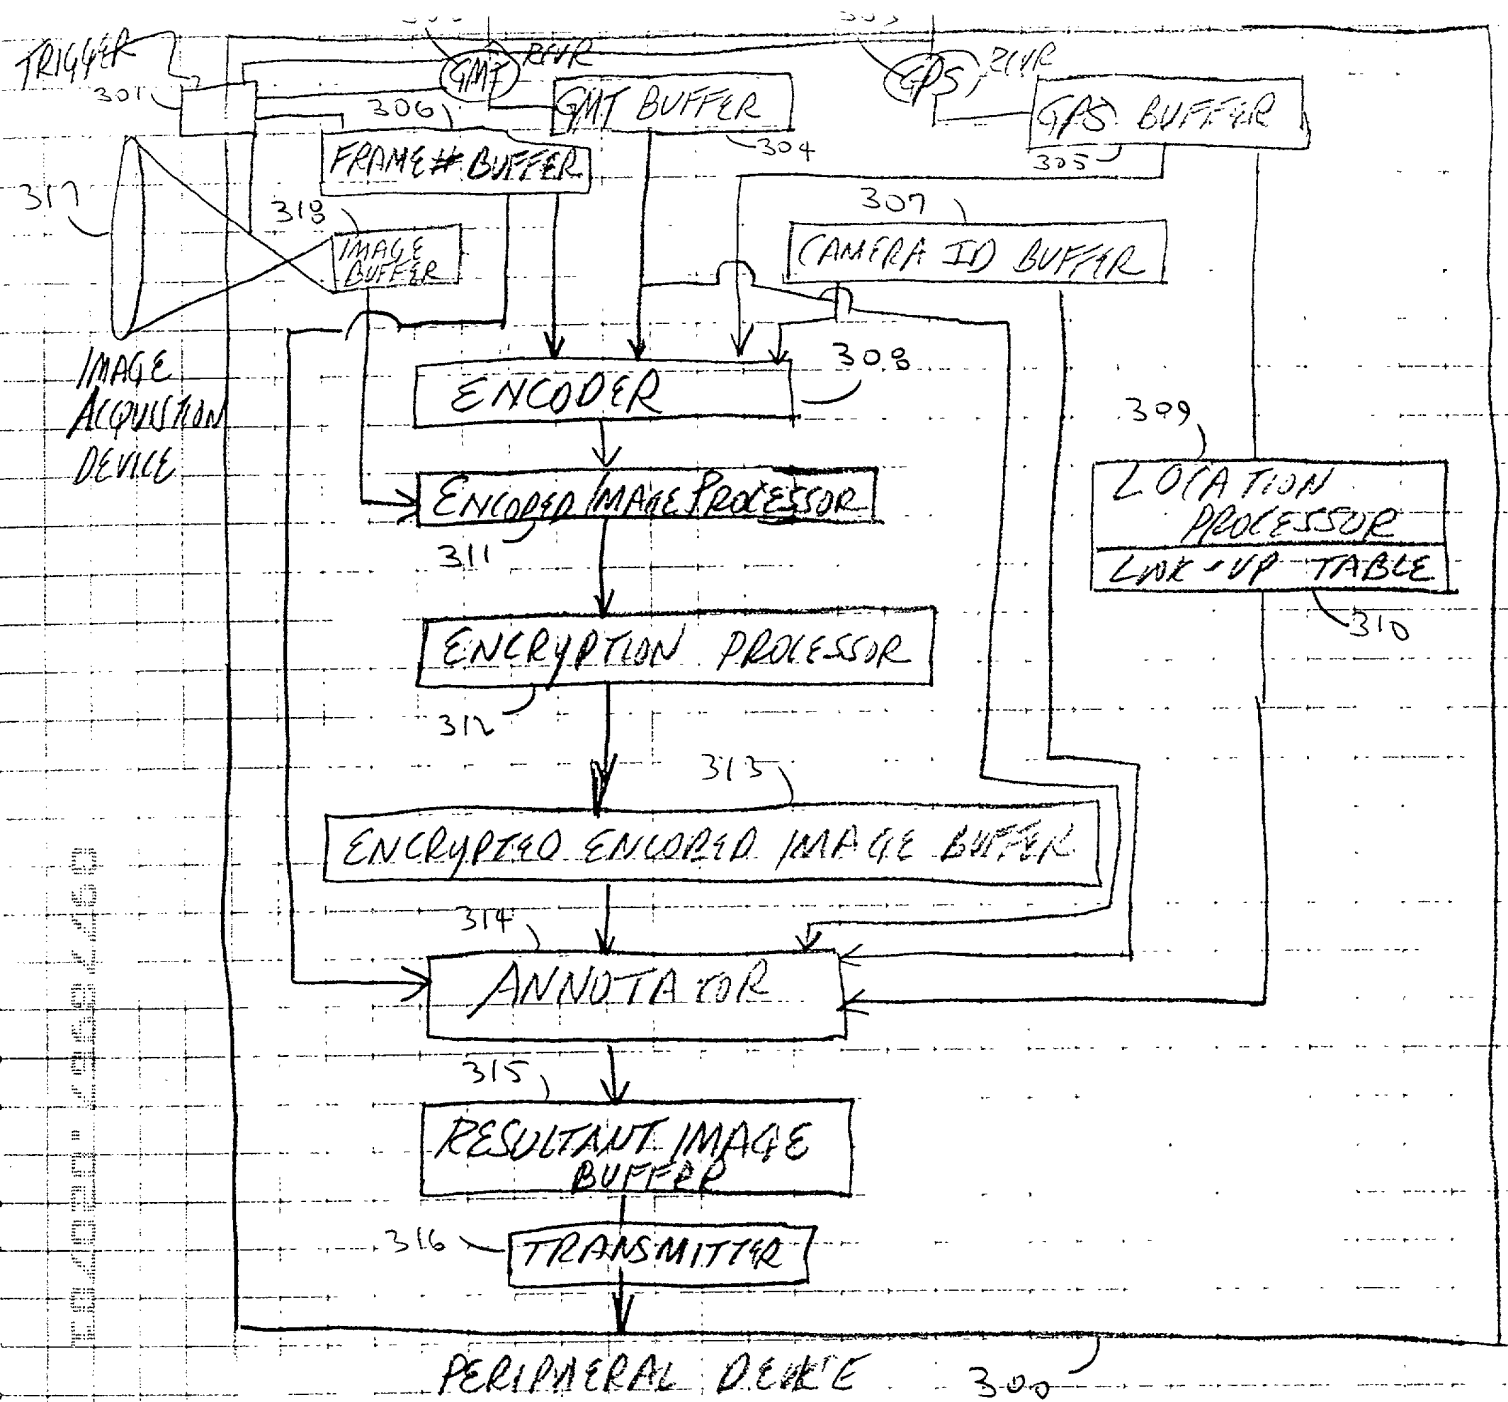 303
TRIGGER
RCVR
RCVR
GMT
GPS
301
306
GMT BUFFER
GPS BUFFER
304
305
FRAME# BUFFER
317
318
307
IMAGE
BUFFER
CAMERA ID BUFFER
IMAGE
ACQUISTION
DEVICE
308
ENCODER
309
ENCODED IMAGE PROCESSOR
LOCATION
PROCESSOR
311
LOOK-UP TABLE
310
ENCRYPTION PROCESSOR
312
313
ENCRYPTED ENCODED IMAGE BUFFER
314
ANNOTATOR
315
RESULTANT IMAGE
BUFFER
316
TRANSMITTER
PERIPHERAL DEVICE
300